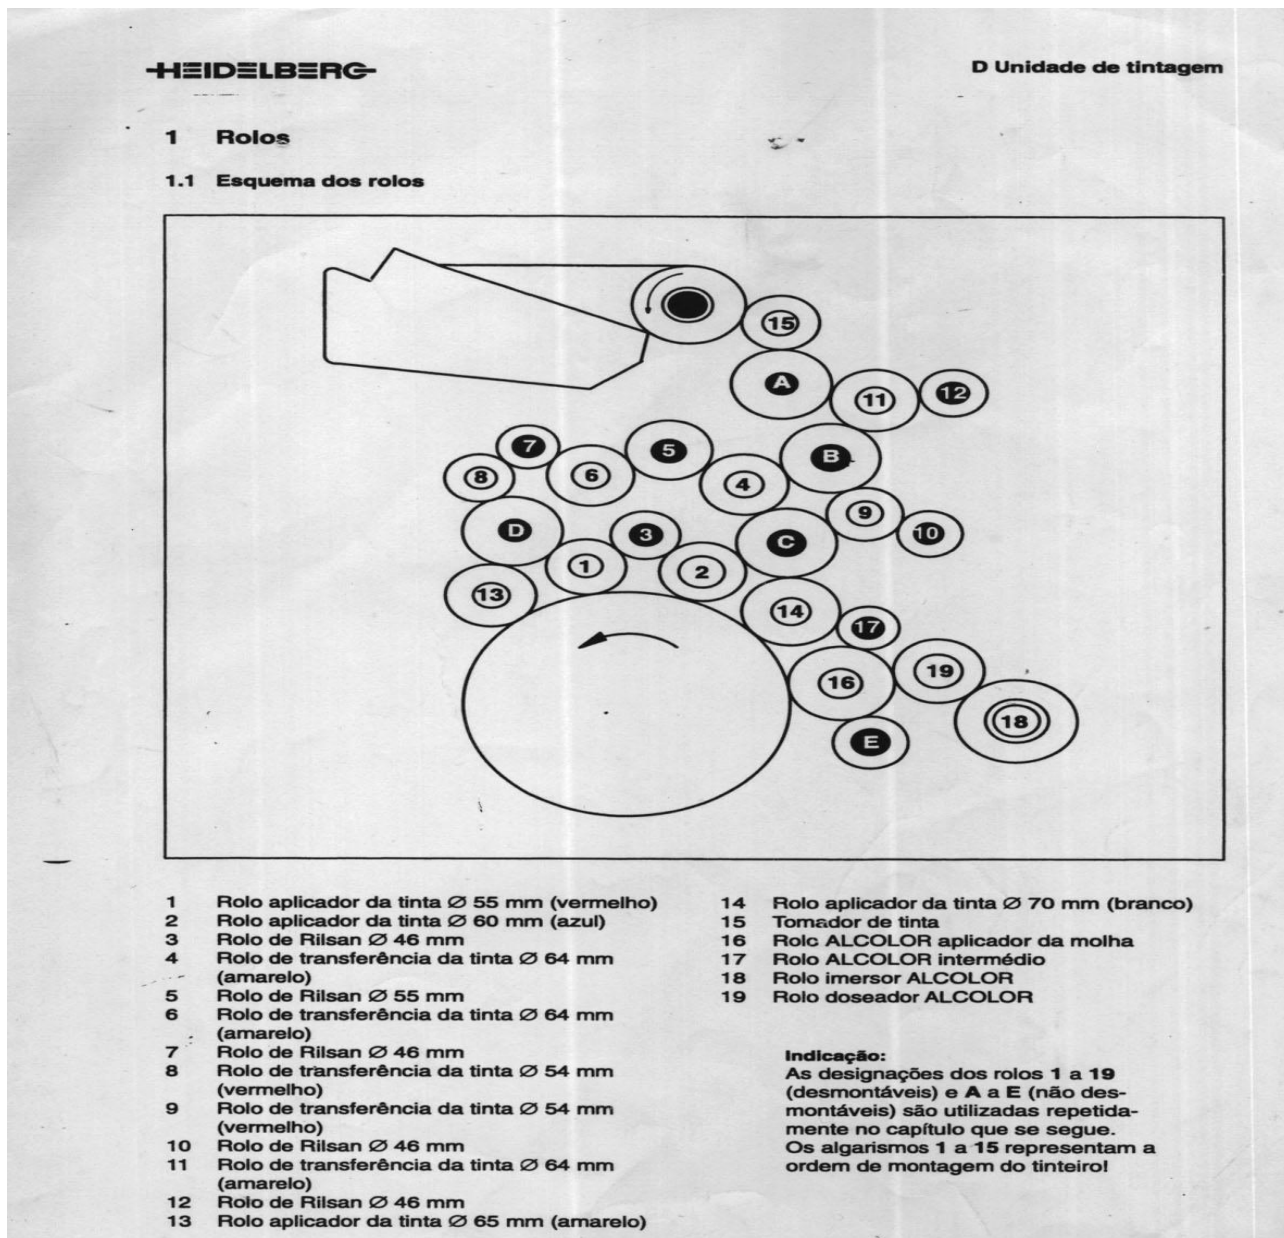 HEIDELBERG
D Unidade de tintagem
1 Rolos
1.1 Esquema dos rolos
15
A
11
12
7
5
B
8
6
4
9
D
3
C
10
1
2
13
14
17
16
19
18
E
1 Rolo aplicador da tinta Ø 55 mm (vermelho)
2 Rolo aplicador da tinta Ø 60 mm (azul)
3 Rolo de Rilsan Ø 46 mm
4 Rolo de transferência da tinta Ø 64 mm
(amarelo)
5 Rolo de Rilsan Ø 55 mm
6 Rolo de transferência da tinta Ø 64 mm
(amarelo)
7 Rolo de Rilsan Ø 46 mm
8 Rolo de transferência da tinta Ø 54 mm
(vermelho)
9 Rolo de transferência da tinta Ø 54 mm
(vermelho)
10 Rolo de Rilsan Ø 46 mm
11 Rolo de transferência da tinta Ø 64 mm
(amarelo)
12 Rolo de Rilsan Ø 46 mm
13 Rolo aplicador da tinta Ø 65 mm (amarelo)
14 Rolo aplicador da tinta Ø 70 mm (branco)
15 Tomador de tinta
16 Rolo ALCOLOR aplicador da molha
17 Rolo ALCOLOR intermédio
18 Rolo imersor ALCOLOR
19 Rolo doseador ALCOLOR
Indicação:
As designações dos rolos 1 a 19
(desmontáveis) e A a E (não des-
montáveis) são utilizadas repetida-
mente no capítulo que se segue.
Os algarismos 1 a 15 representam a
ordem de montagem do tinteiro!